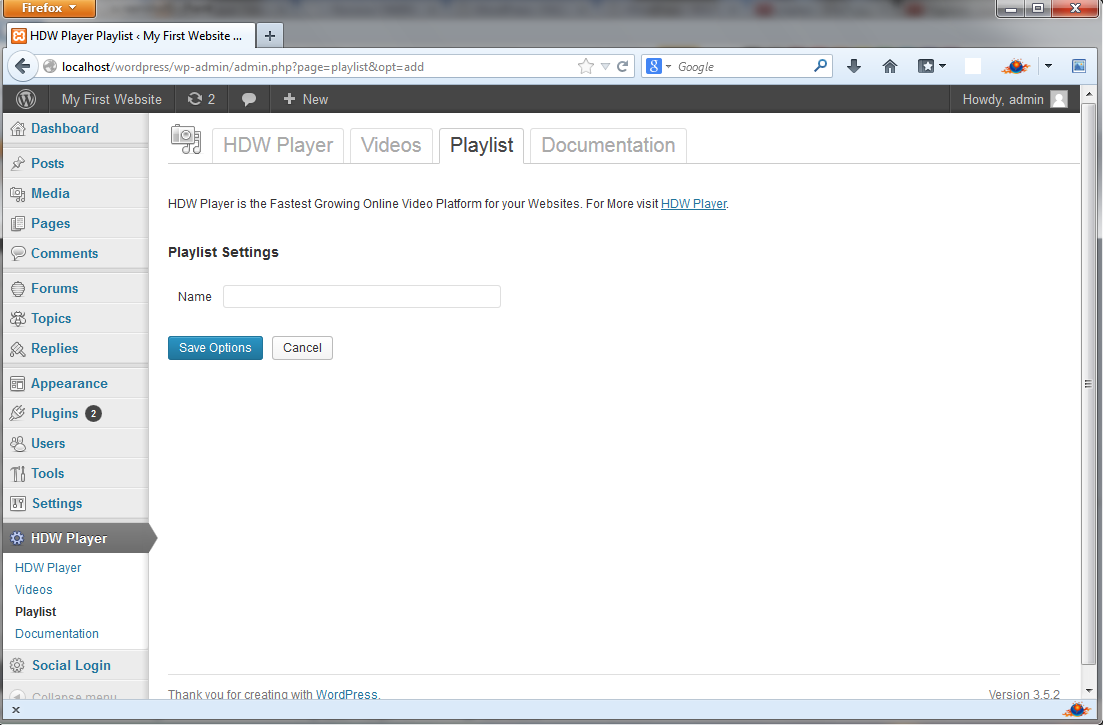 Firefox
HDW Player Playlist ‹ My First Website ...
localhost/wordpress/wp-admin/admin.php?page=playlist&opt=add
Google
My First Website
2
New
Howdy, admin
Dashboard
Posts
Media
Pages
Comments
Forums
Topics
Replies
Appearance
Plugins 2
Users
Tools
Settings
HDW Player
HDW Player
Videos
Playlist
Documentation
Social Login
Collapse menu
HDW Player
Videos
Playlist
Documentation
HDW Player is the Fastest Growing Online Video Platform for your Websites. For More visit HDW Player.
Playlist Settings
Name
Save Options
Cancel
Thank you for creating with WordPress.
Version 3.5.2